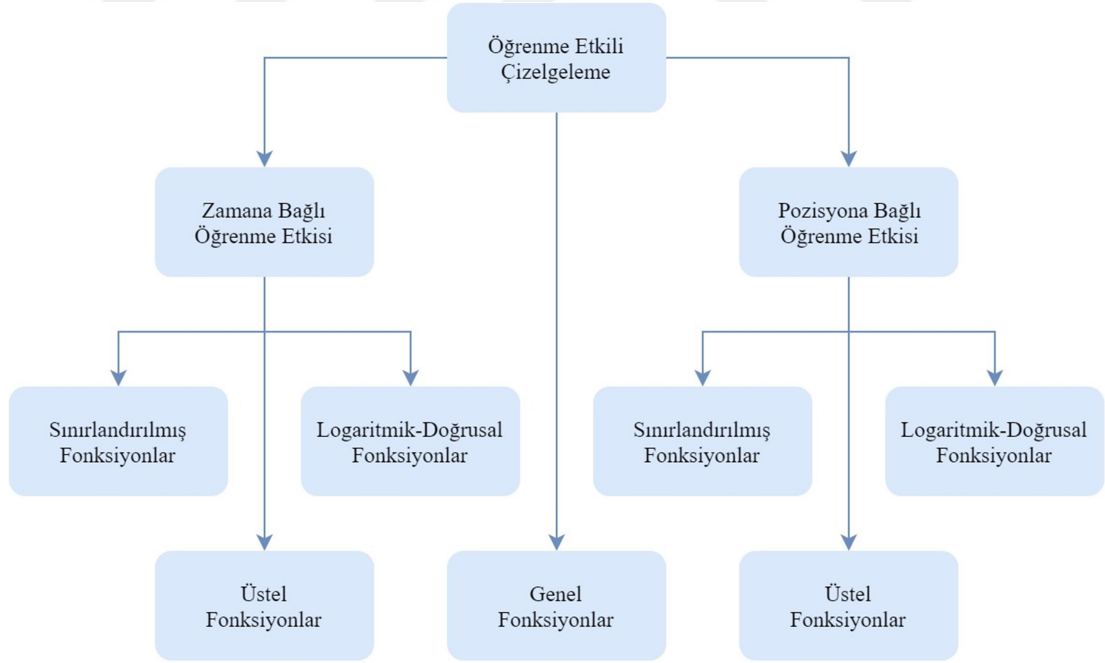 Öğrenme Etkili
Çizelgeleme
Zamana Bağlı
Öğrenme Etkisi
Pozisyona Bağlı
Öğrenme Etkisi
Sınırlandırılmış
Fonksiyonlar
Logaritmik-Doğrusal
Fonksiyonlar
Sınırlandırılmış
Fonksiyonlar
Logaritmik-Doğrusal
Fonksiyonlar
Üstel
Fonksiyonlar
Genel
Fonksiyonlar
Üstel
Fonksiyonlar